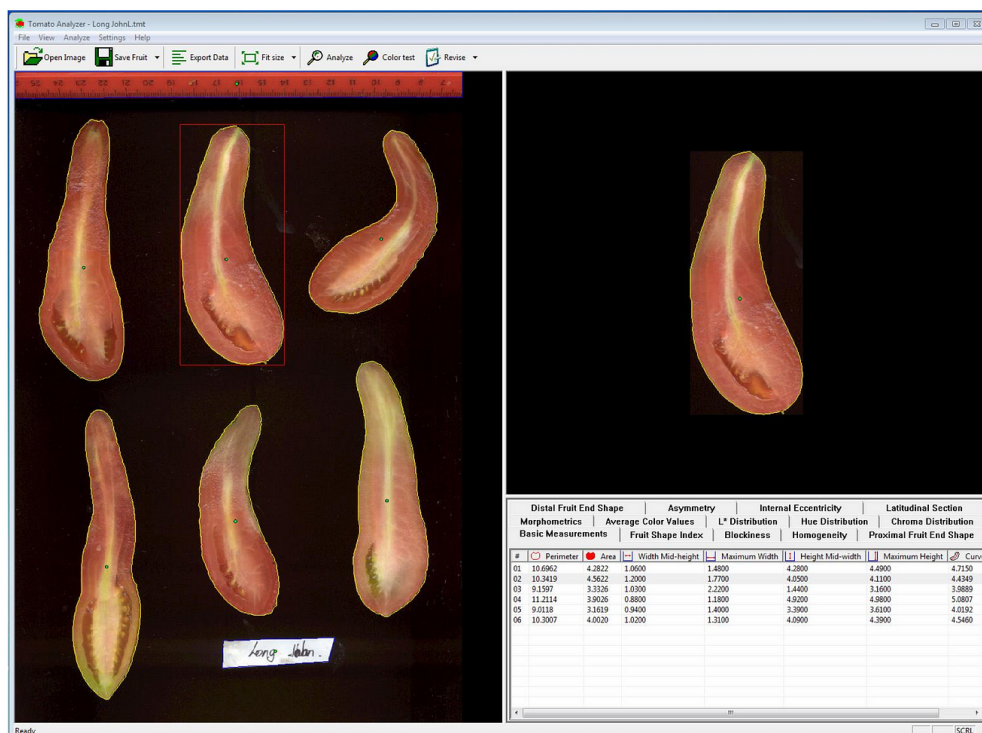 Tomato Analyzer - Long JohnL.tmt
File View Analyze Settings Help
Open Image Save Fruit Export Data Fit size Analyze Color test Revise
Long John.
Distal Fruit End Shape Asymmetry Internal Eccentricity Latitudinal Section
Morphometrics Average Color Values L* Distribution Hue Distribution Chroma Distribution
Basic Measurements Fruit Shape Index Blockiness Homogeneity Proximal Fruit End Shape
# Perimeter Area Width Mid-height Maximum Width Height Mid-width Maximum Height Curv
01 10.6962 4.2822 1.0600 1.4800 4.2800 4.4900 4.7150
02 10.3419 4.5622 1.2000 1.7700 4.0500 4.1100 4.4349
03 9.1597 3.3326 1.0300 2.2200 1.4400 3.1600 3.9889
04 11.2114 3.9026 0.8800 1.1800 4.9200 4.9800 5.0807
05 9.0118 3.1619 0.9400 1.4000 3.3900 3.6100 4.0192
06 10.3007 4.0020 1.0200 1.3100 4.0900 4.3900 4.5460
Ready SCRL